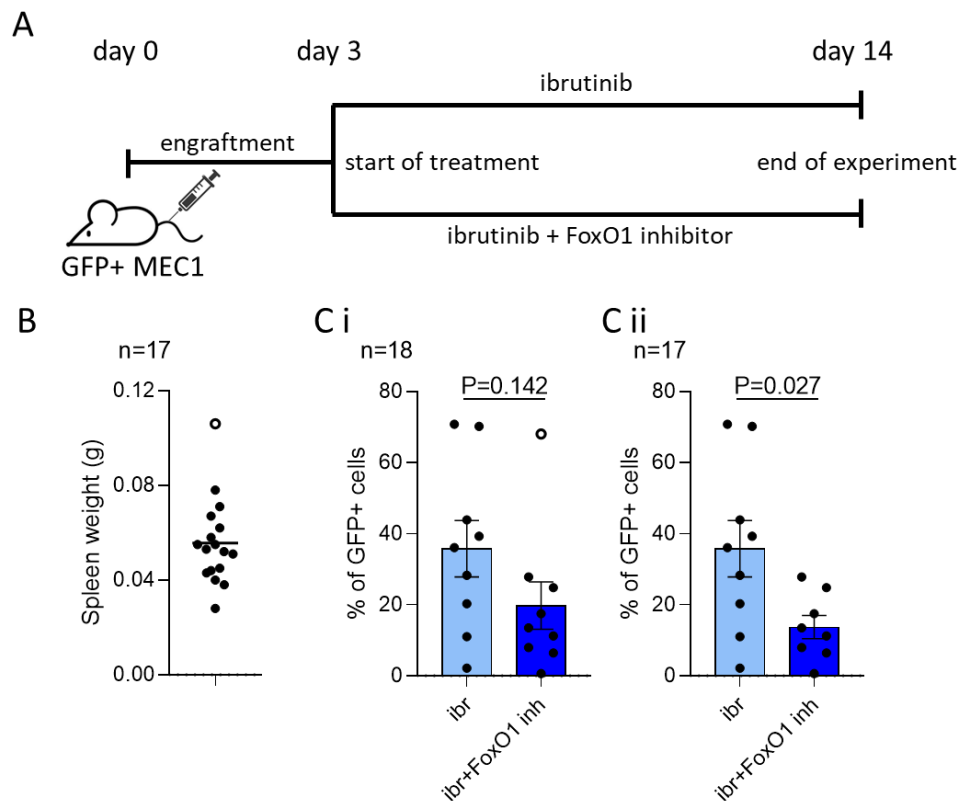 A
day 0
day 3
day 14
ibrutinib
engraftment
start of treatment
end of experiment
ibrutinib + FoxO1 inhibitor
GFP+ MEC1
B
n=17
Spleen weight (g)
0.12
0.08
0.04
0.00
C i
n=18
P=0.142
% of GFP+ cells
80
60
40
20
0
ibr
ibr+FoxO1 inh
C ii
n=17
P=0.027
% of GFP+ cells
80
60
40
20
0
ibr
ibr+FoxO1 inh